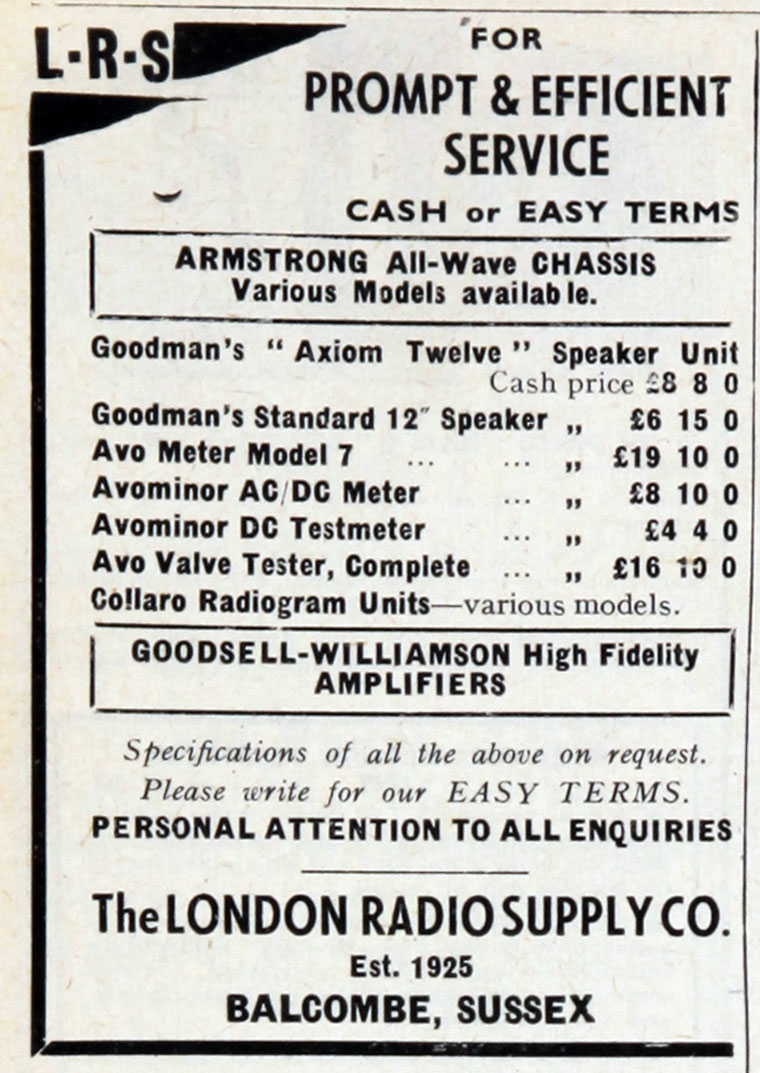 L·R·S
FOR
PROMPT & EFFICIENT
SERVICE
CASH or EASY TERMS
ARMSTRONG All-Wave CHASSIS
Various Models available.
Goodman's "Axiom Twelve" Speaker Unit
Cash price £8 8 0
Goodman's Standard 12" Speaker „ £6 15 0
Avo Meter Model 7 ... ... „ £19 10 0
Avominor AC/DC Meter ... „ £8 10 0
Avominor DC Testmeter ... „ £4 4 0
Avo Valve Tester, Complete ... „ £16 10 0
Collaro Radiogram Units—various models.
GOODSELL-WILLIAMSON High Fidelity
AMPLIFIERS
Specifications of all the above on request.
Please write for our EASY TERMS.
PERSONAL ATTENTION TO ALL ENQUIRIES
The LONDON RADIO SUPPLY CO.
Est. 1925
BALCOMBE, SUSSEX